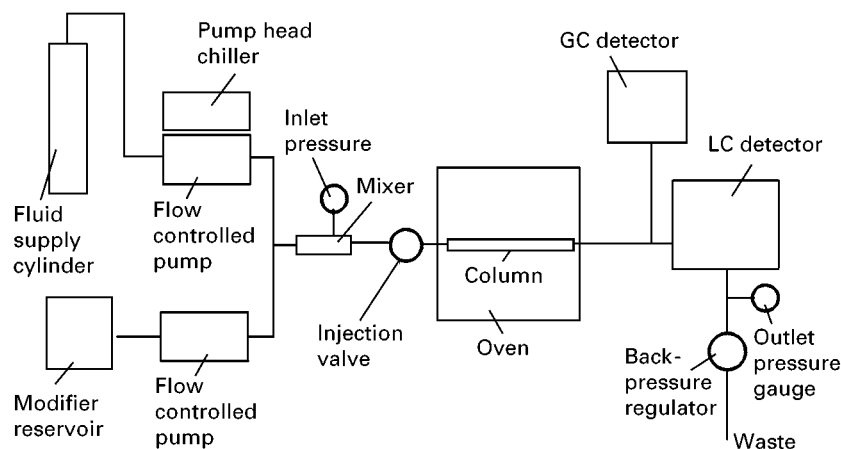 Pump head
chiller
GC detector
Inlet
pressure
LC detector
Mixer
Fluid
supply
cylinder
Flow
controlled
pump
Column
Injection
valve
Oven
Back-
pressure
regulator
Outlet
pressure
gauge
Modifier
reservoir
Flow
controlled
pump
Waste